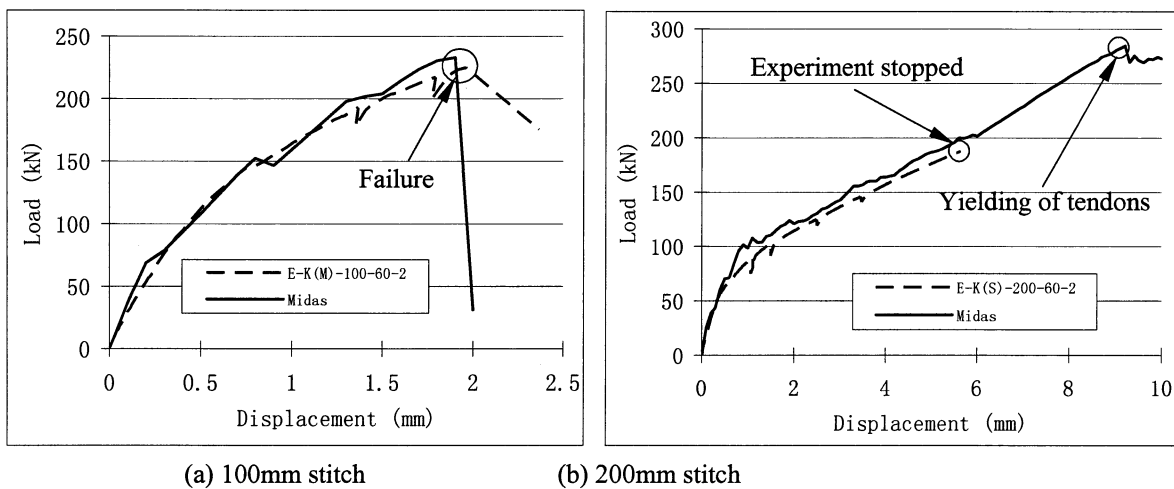 250
200
150
100
50
0
Load (kN)
Failure
E-K(M)-100-60-2
Midas
0 0.5 1 1.5 2 2.5
Displacement (mm)
300
250
200
150
100
50
0
Load (kN)
Experiment stopped
Yielding of tendons
E-K(S)-200-60-2
Midas
0 2 4 6 8 10
Displacement (mm)
(a) 100mm stitch (b) 200mm stitch